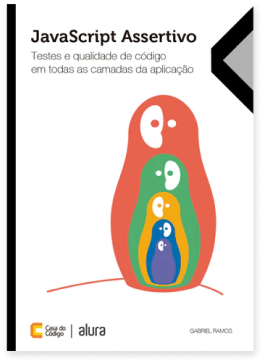 JavaScript Assertivo
Testes e qualidade de código
em todas as camadas da aplicação
Casa do
Código
alura
GABRIEL RAMOS